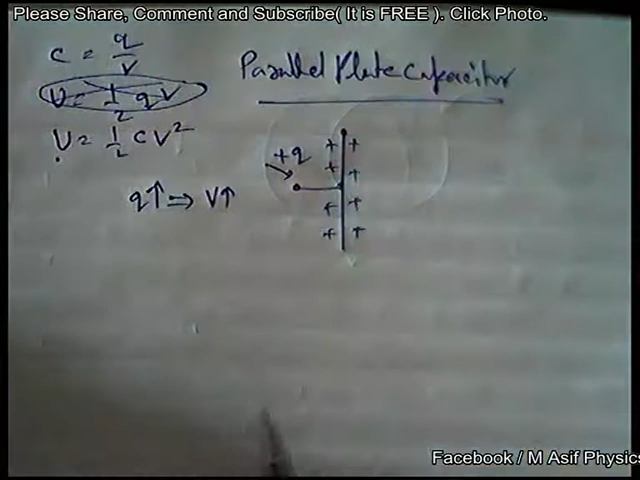 Please Share, Comment and Subscribe( It is FREE ). Click Photo.
C = q/V
Parallel Plate Capacitor
U = 1/2 qV
U = 1/2 CV²
+q
+ +
+ +
+ +
+ +
q↑ ⇒ V↑
Facebook / M Asif Physics